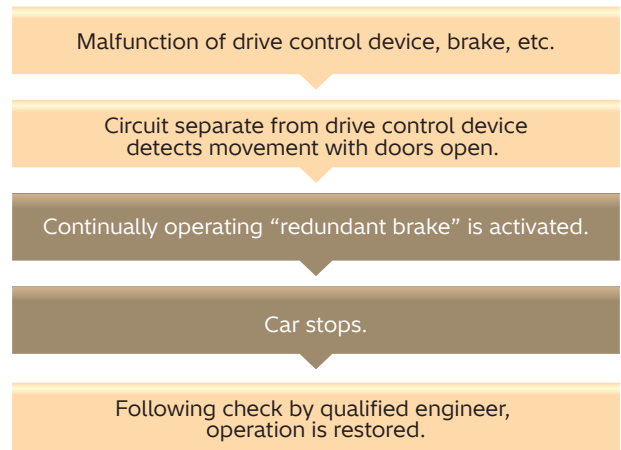 Malfunction of drive control device, brake, etc.
Circuit separate from drive control device
detects movement with doors open.
Continually operating “redundant brake” is activated.
Car stops.
Following check by qualified engineer,
operation is restored.